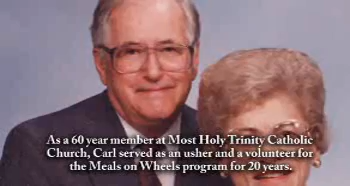 As a 60 year member at Most Holy Trinity Catholic
Church, Carl served as an usher and a volunteer for
the Meals on Wheels program for 20 years.